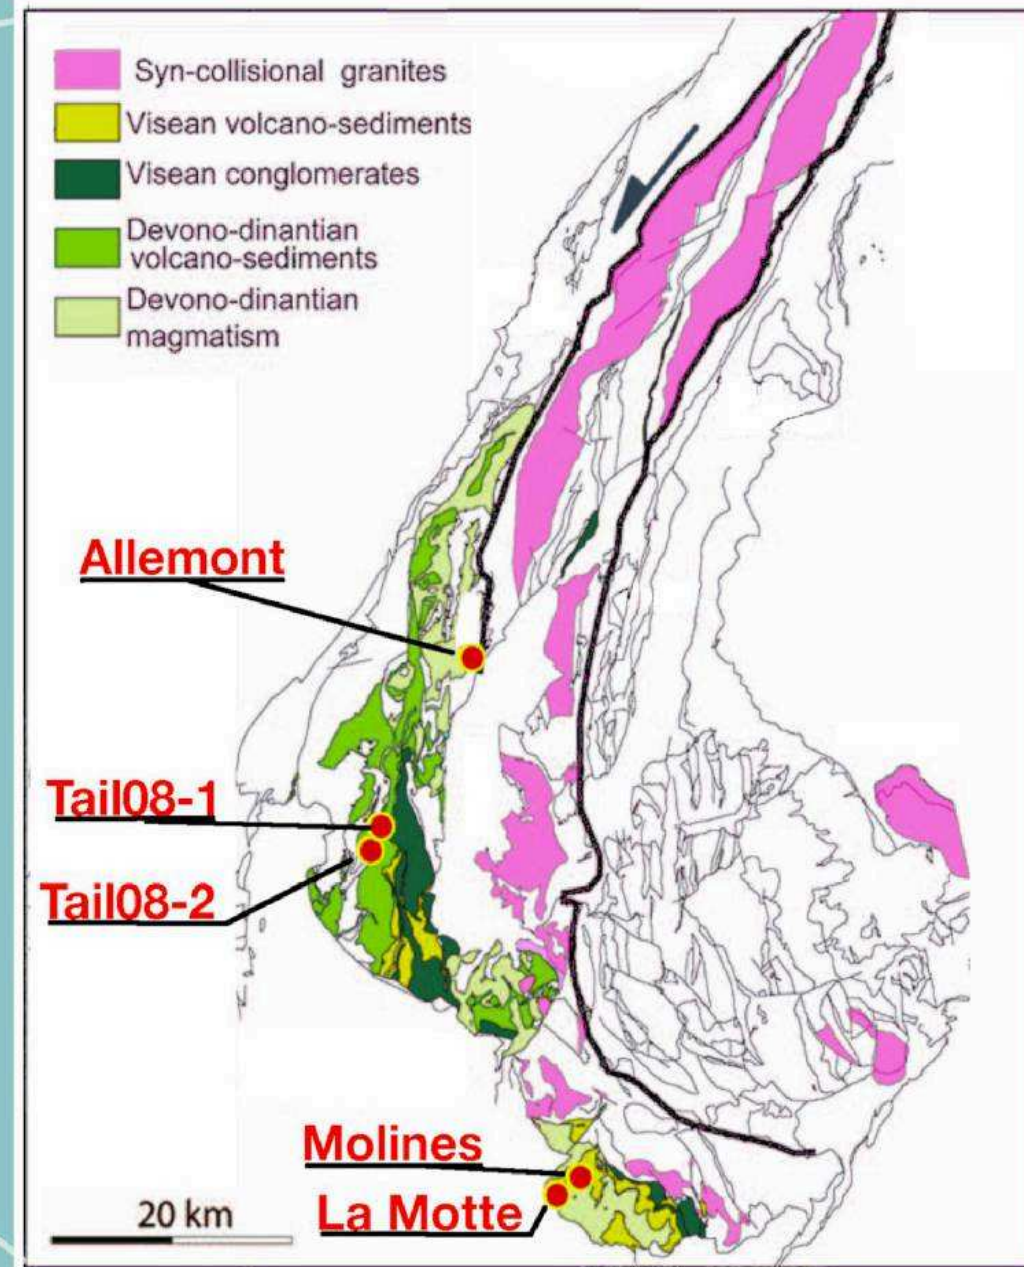 Syn-collisional granites
Visean volcano-sediments
Visean conglomerates
Devono-dinantian
volcano-sediments
Devono-dinantian
magmatism
Allemont
Tail08-1
Tail08-2
Molines
La Motte
20 km